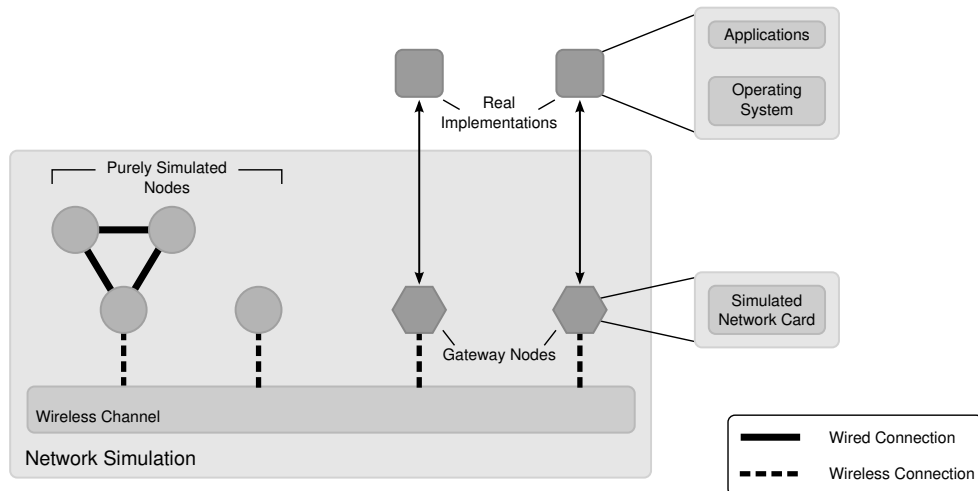 Applications
Operating
System
Real
Implementations
Purely Simulated
Nodes
Simulated
Network Card
Gateway Nodes
Wireless Channel
Network Simulation
Wired Connection
Wireless Connection